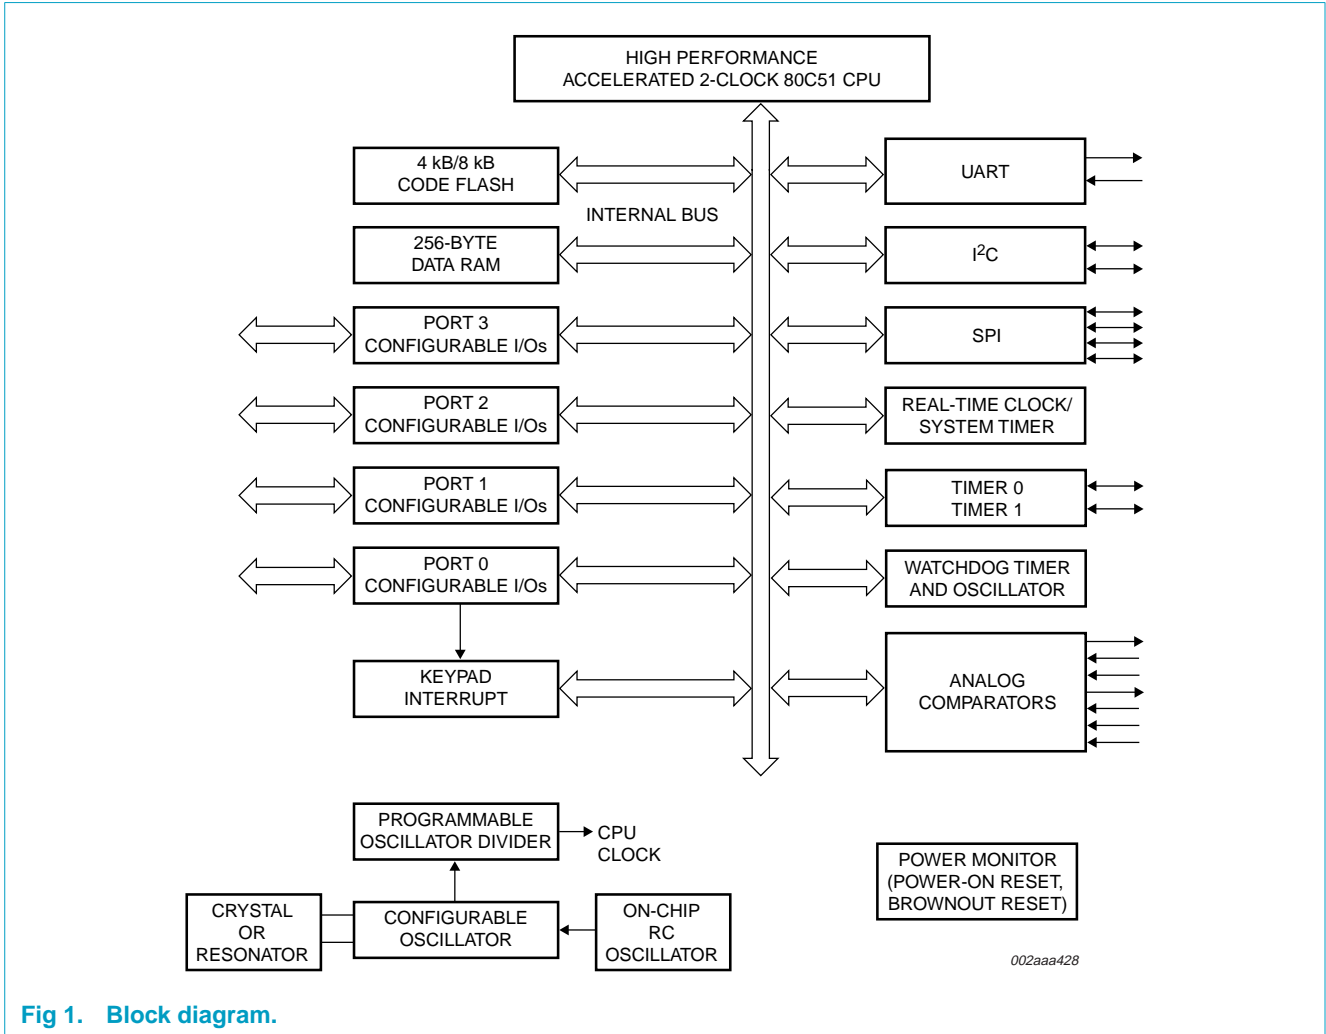 HIGH PERFORMANCE
ACCELERATED 2-CLOCK 80C51 CPU
4 kB/8 kB
CODE FLASH
INTERNAL BUS
256-BYTE
DATA RAM
PORT 3
CONFIGURABLE I/Os
PORT 2
CONFIGURABLE I/Os
PORT 1
CONFIGURABLE I/Os
PORT 0
CONFIGURABLE I/Os
KEYPAD
INTERRUPT
UART
I²C
SPI
REAL-TIME CLOCK/
SYSTEM TIMER
TIMER 0
TIMER 1
WATCHDOG TIMER
AND OSCILLATOR
ANALOG
COMPARATORS
PROGRAMMABLE
OSCILLATOR DIVIDER
CPU
CLOCK
CRYSTAL
OR
RESONATOR
CONFIGURABLE
OSCILLATOR
ON-CHIP
RC
OSCILLATOR
POWER MONITOR
(POWER-ON RESET,
BROWNOUT RESET)
002aaa428
Fig 1. Block diagram.